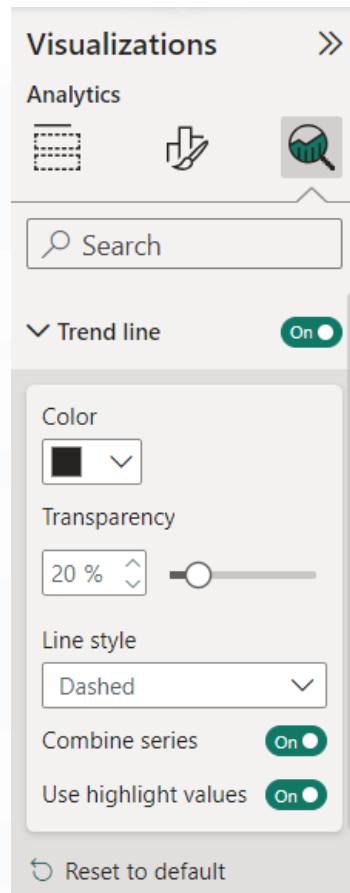 Visualizations
Analytics
Search
Trend line On
Color
Transparency
20 %
Line style
Dashed
Combine series On
Use highlight values On
Reset to default